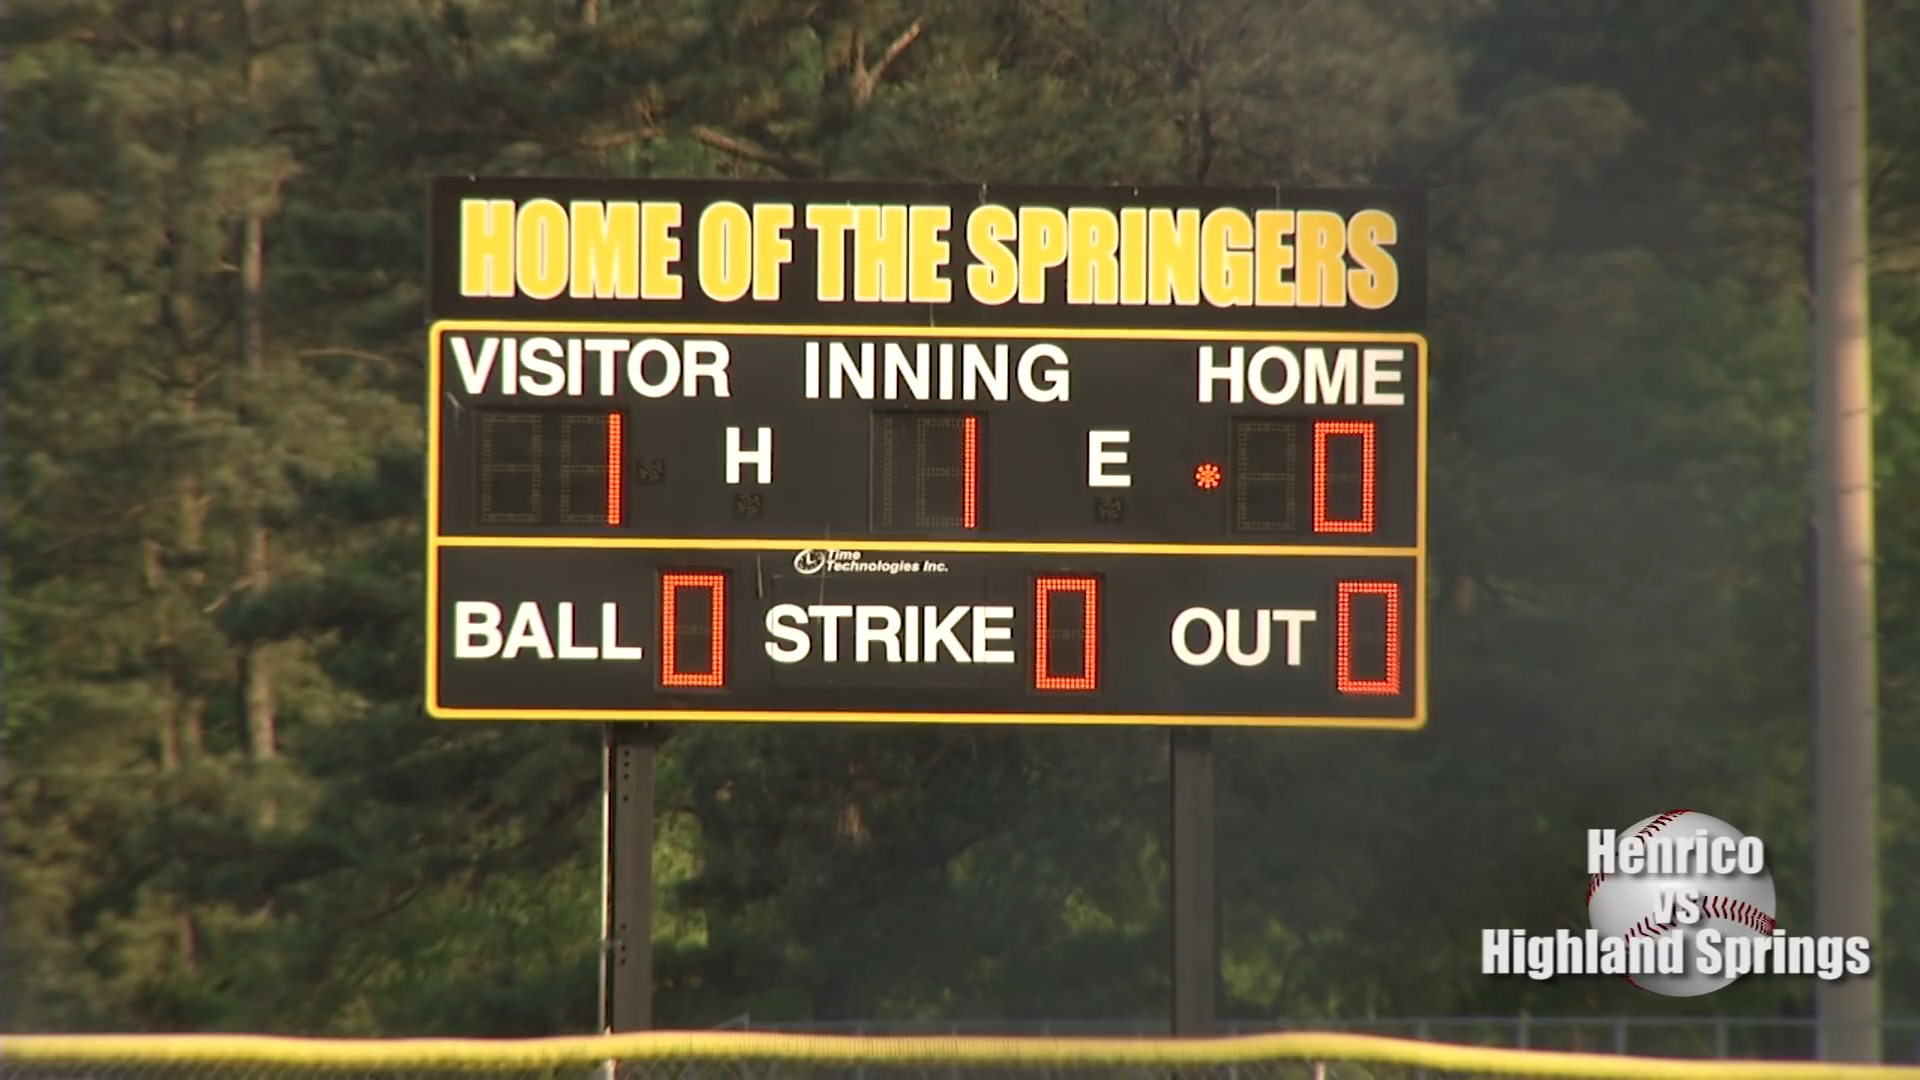 HOME OF THE SPRINGERS
VISITOR INNING HOME
1 H 1 E 0
Time
Technologies Inc.
BALL 0 STRIKE 0 OUT 0
Henrico
vs
Highland Springs